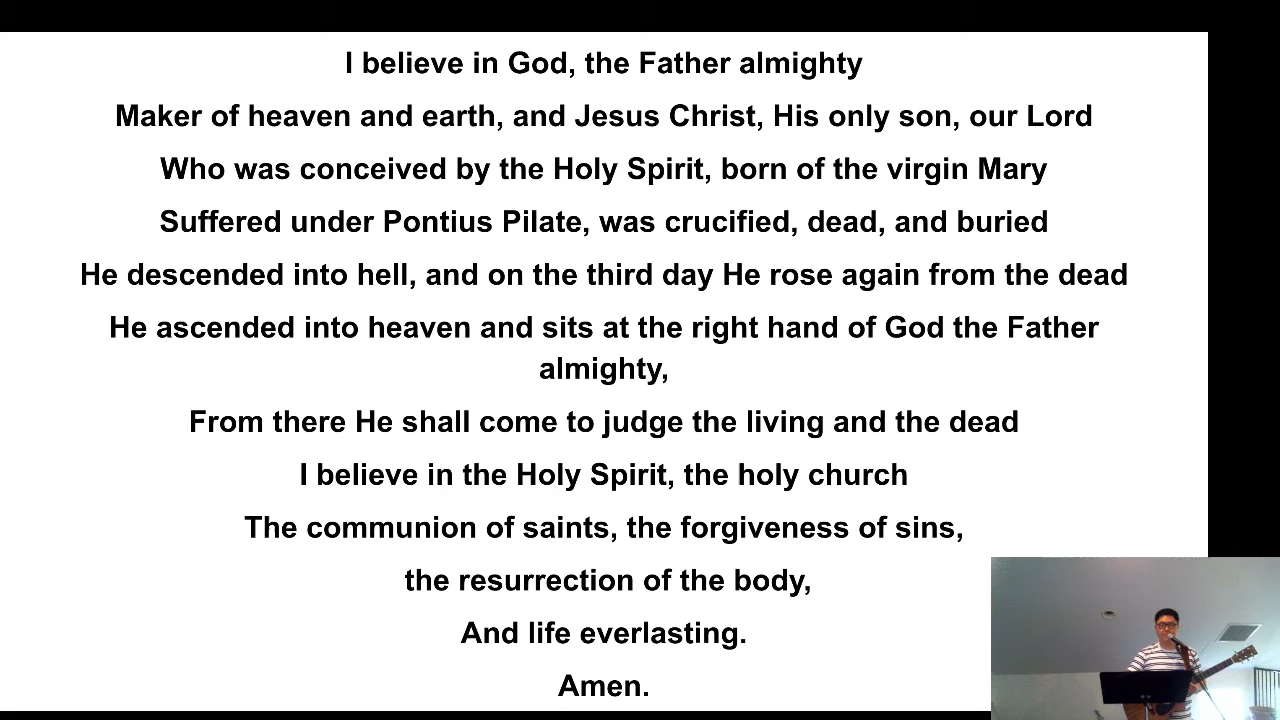 I believe in God, the Father almighty
Maker of heaven and earth, and Jesus Christ, His only son, our Lord
Who was conceived by the Holy Spirit, born of the virgin Mary
Suffered under Pontius Pilate, was crucified, dead, and buried
He descended into hell, and on the third day He rose again from the dead
He ascended into heaven and sits at the right hand of God the Father
almighty,
From there He shall come to judge the living and the dead
I believe in the Holy Spirit, the holy church
The communion of saints, the forgiveness of sins,
the resurrection of the body,
And life everlasting.
Amen.